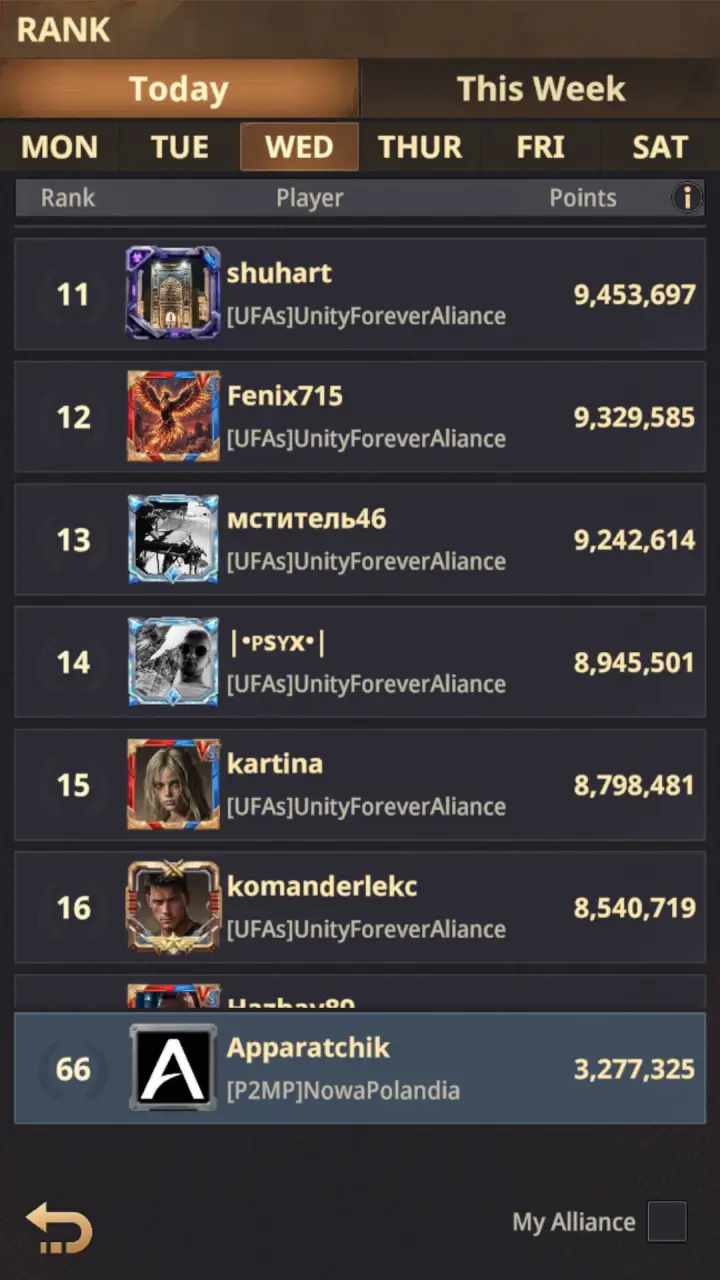 RANK
Today
This Week
MON TUE WED THUR FRI SAT
Rank Player Points i
11 shuhart 9,453,697
[UFAs]UnityForeverAliance
12 Fenix715 9,329,585
[UFAs]UnityForeverAliance
13 мститель46 9,242,614
[UFAs]UnityForeverAliance
14 |•ᴘsʏx•| 8,945,501
[UFAs]UnityForeverAliance
15 kartina 8,798,481
[UFAs]UnityForeverAliance
16 komanderlekc 8,540,719
[UFAs]UnityForeverAliance
66 Apparatchik 3,277,325
[P2MP]NowaPolandia
My Alliance